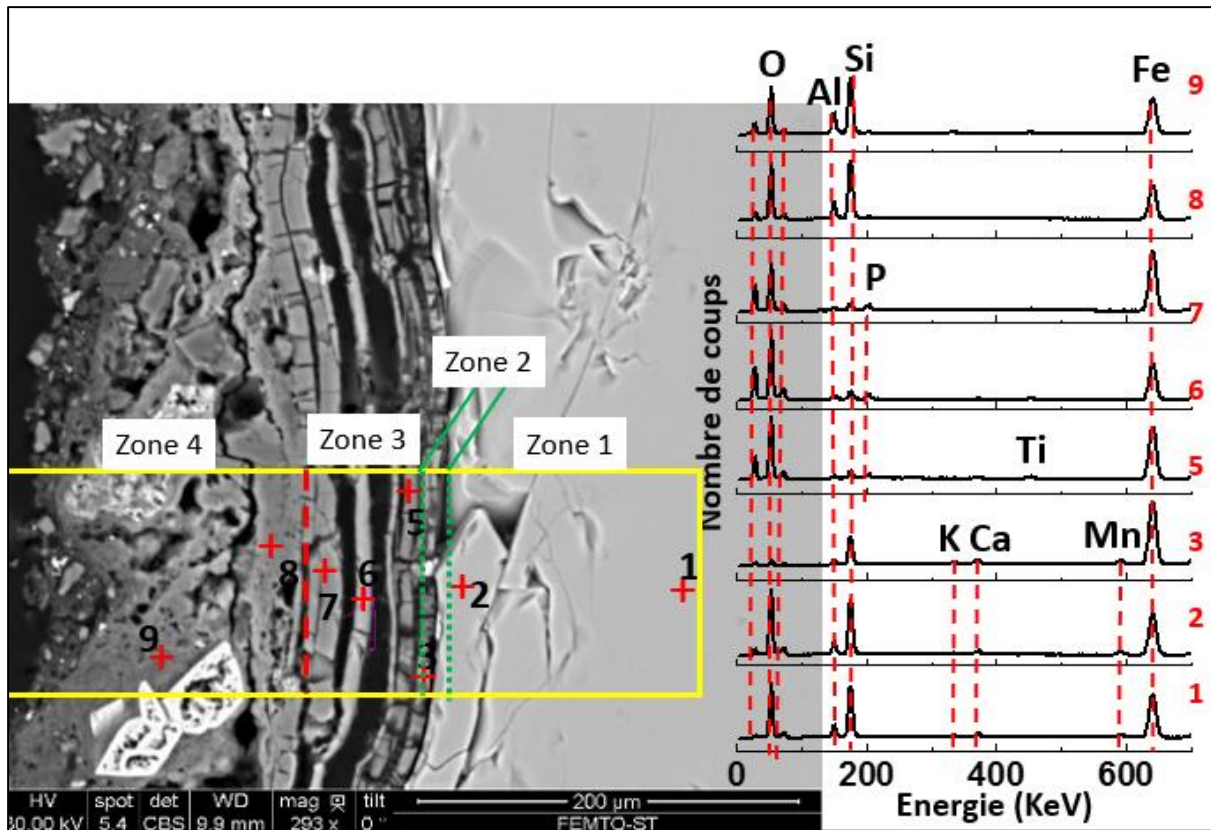 O
Al
Si
Fe
9
8
P
7
6
Ti
5
K Ca
Mn
3
2
1
Nombre de coups
0
200
400
600
Energie (KeV)
Zone 2
Zone 4
Zone 3
Zone 1
5
8
7
6
2
1
9
3
HV
spot
det
WD
mag
tilt
200 µm
30.00 kV
5.4
CBS
9.9 mm
293 x
0 °
FEMTO-ST